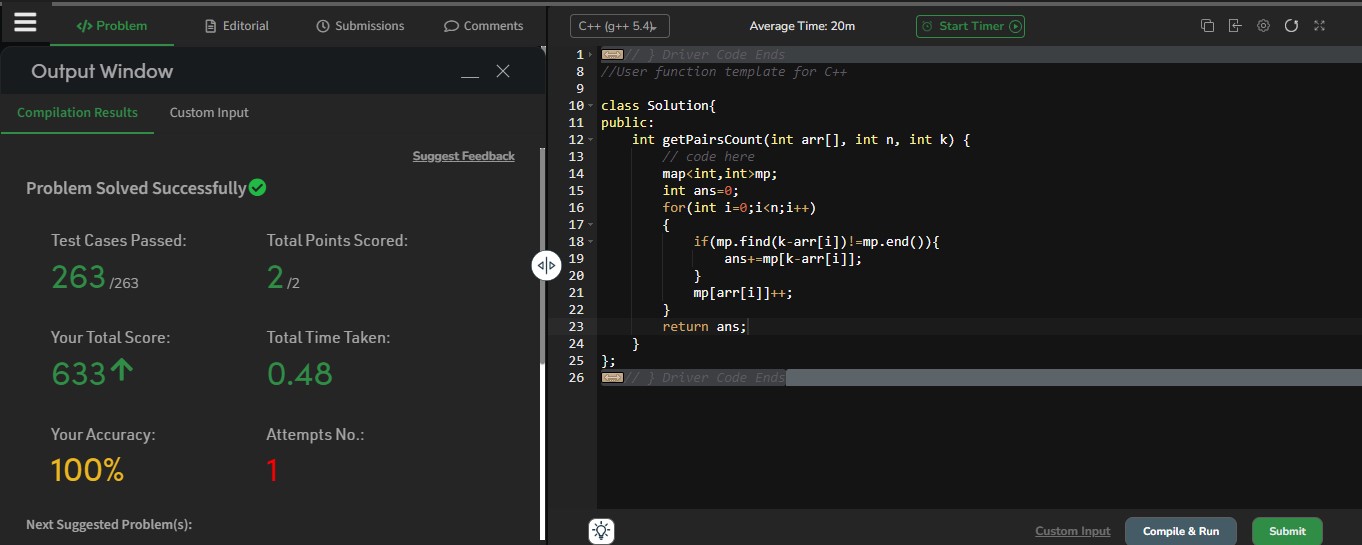 Problem
Editorial
Submissions
Comments
C++ (g++ 5.4)
Average Time: 20m
Start Timer
Output Window
Compilation Results
Custom Input
Suggest Feedback
Problem Solved Successfully
Test Cases Passed:
Total Points Scored:
263 /263
2 /2
Your Total Score:
Total Time Taken:
633
0.48
Your Accuracy:
Attempts No.:
100%
1
Next Suggested Problem(s):
1 // } Driver Code Ends
8 //User function template for C++
9
10 class Solution{
11 public:
12     int getPairsCount(int arr[], int n, int k) {
13         // code here
14         map<int,int>mp;
15         int ans=0;
16         for(int i=0;i<n;i++)
17         {
18             if(mp.find(k-arr[i])!=mp.end()){
19                 ans+=mp[k-arr[i]];
20             }
21             mp[arr[i]]++;
22         }
23         return ans;
24     }
25 };
26 // } Driver Code Ends
Custom Input
Compile & Run
Submit